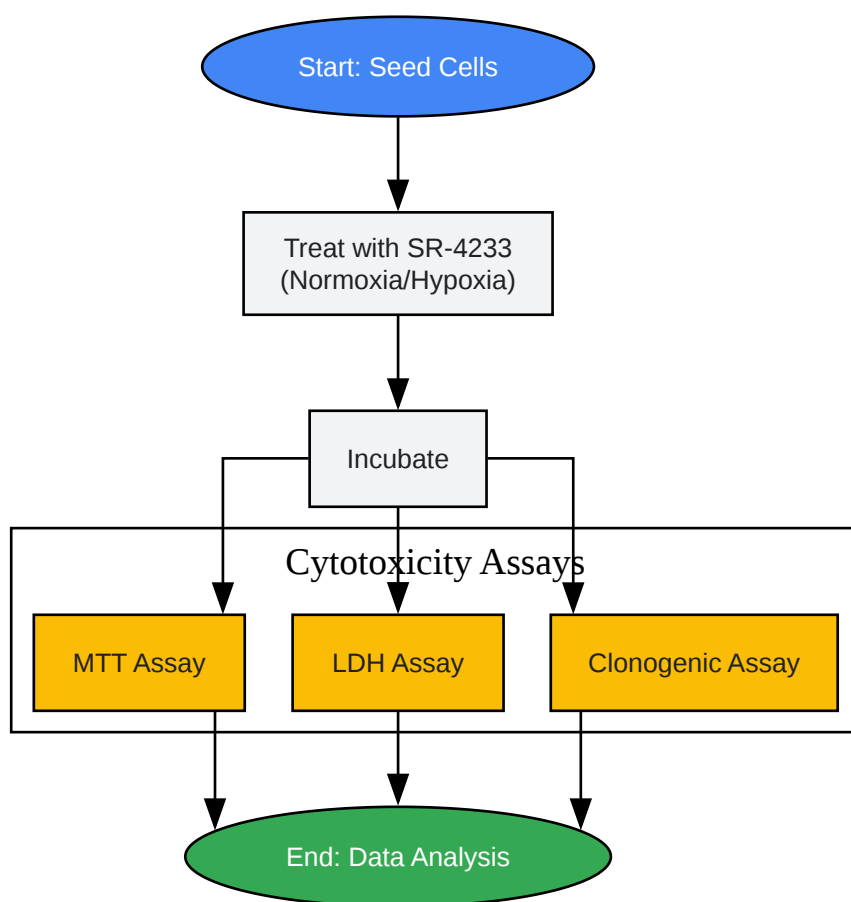 Start: Seed Cells
Treat with SR-4233
(Normoxia/Hypoxia)
Incubate
Cytotoxicity Assays
MTT Assay
LDH Assay
Clonogenic Assay
End: Data Analysis